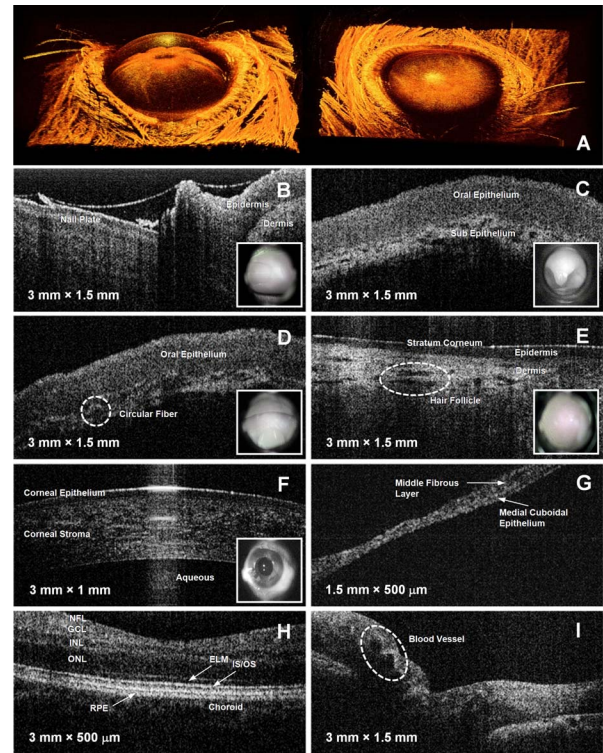 A
B
Nail Plate
Epidermis
Dermis
3 mm × 1.5 mm
C
Oral Epithelium
Sub Epithelium
3 mm × 1.5 mm
D
Oral Epithelium
Circular Fiber
3 mm × 1.5 mm
E
Stratum Corneum
Epidermis
Dermis
Hair Follicle
3 mm × 1.5 mm
F
Corneal Epithelium
Corneal Stroma
Aqueous
3 mm × 1 mm
G
Middle Fibrous
Layer
Medial Cuboidal
Epithelium
1.5 mm × 500 µm
H
NFL
GCL
INL
ONL
ELM
IS/OS
RPE
Choroid
3 mm × 500 µm
I
Blood Vessel
3 mm × 1.5 mm